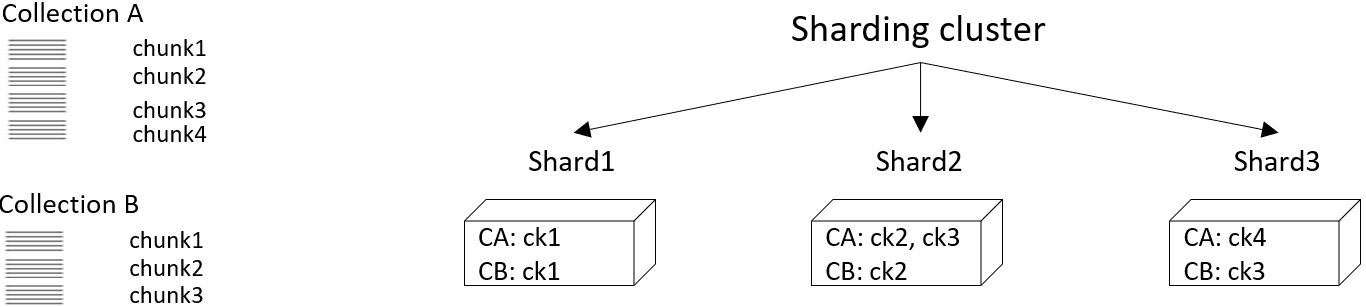 Collection A
chunk1
chunk2
chunk3
chunk4
Collection B
chunk1
chunk2
chunk3
Sharding cluster
Shard1
Shard2
Shard3
CA: ck1
CB: ck1
CA: ck2, ck3
CB: ck2
CA: ck4
CB: ck3